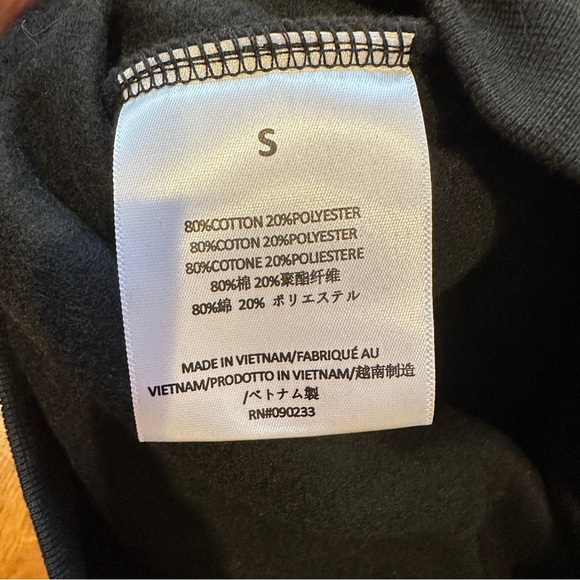 S
80%COTTON 20%POLYESTER
80%COTON 20%POLYESTER
80%COTONE 20%POLIESTERE
80%棉 20%聚酯纤维
80%綿 20% ポリエステル
MADE IN VIETNAM/FABRIQUÉ AU
VIETNAM/PRODOTTO IN VIETNAM/越南制造
/ベトナム製
RN#090233